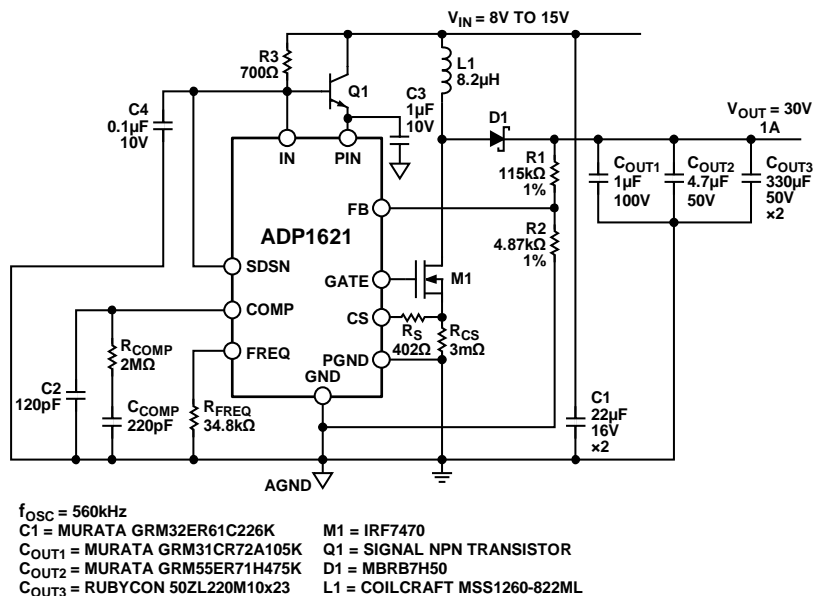 V_IN = 8V TO 15V
R3
700Ω
L1
8.2µH
C3
1µF
10V
Q1
C4
0.1µF
10V
D1
V_OUT = 30V
1A
IN
PIN
R1
115kΩ
1%
C_OUT1
1µF
100V
C_OUT2
4.7µF
50V
C_OUT3
330µF
50V
×2
FB
ADP1621
R2
4.87kΩ
1%
SDSN
GATE
M1
COMP
CS
R_S
402Ω
R_CS
3mΩ
R_COMP
2MΩ
FREQ
PGND
GND
C2
120pF
C_COMP
220pF
R_FREQ
34.8kΩ
C1
22µF
16V
×2
AGND
f_OSC = 560kHz
C1 = MURATA GRM32ER61C226K
C_OUT1 = MURATA GRM31CR72A105K
C_OUT2 = MURATA GRM55ER71H475K
C_OUT3 = RUBYCON 50ZL220M10x23
M1 = IRF7470
Q1 = SIGNAL NPN TRANSISTOR
D1 = MBRB7H50
L1 = COILCRAFT MSS1260-822ML